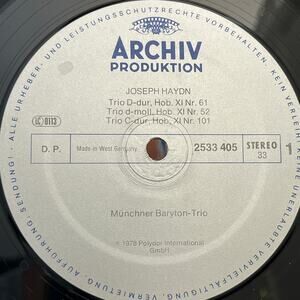 ALLE URHEBER- UND LEISTUNGSSCHUTZRECHTE VORBEHALTEN. KEIN VERLEIH! KEINE
VERVIELFÄLTIGUNG, VERMIETUNG, AUFFÜHRUNG, SENDUNG!
ARCHIV
PRODUKTION
JOSEPH HAYDN
Trio D-dur, Hob. XI Nr. 61
Trio d-moll, Hob. XI Nr. 52
Trio C-dur, Hob. XI Nr. 101
LC 0113
D. P.
Made in West Germany
2533 405
STEREO
33
1
Münchner Baryton-Trio
℗ 1978 Polydor International
GmbH